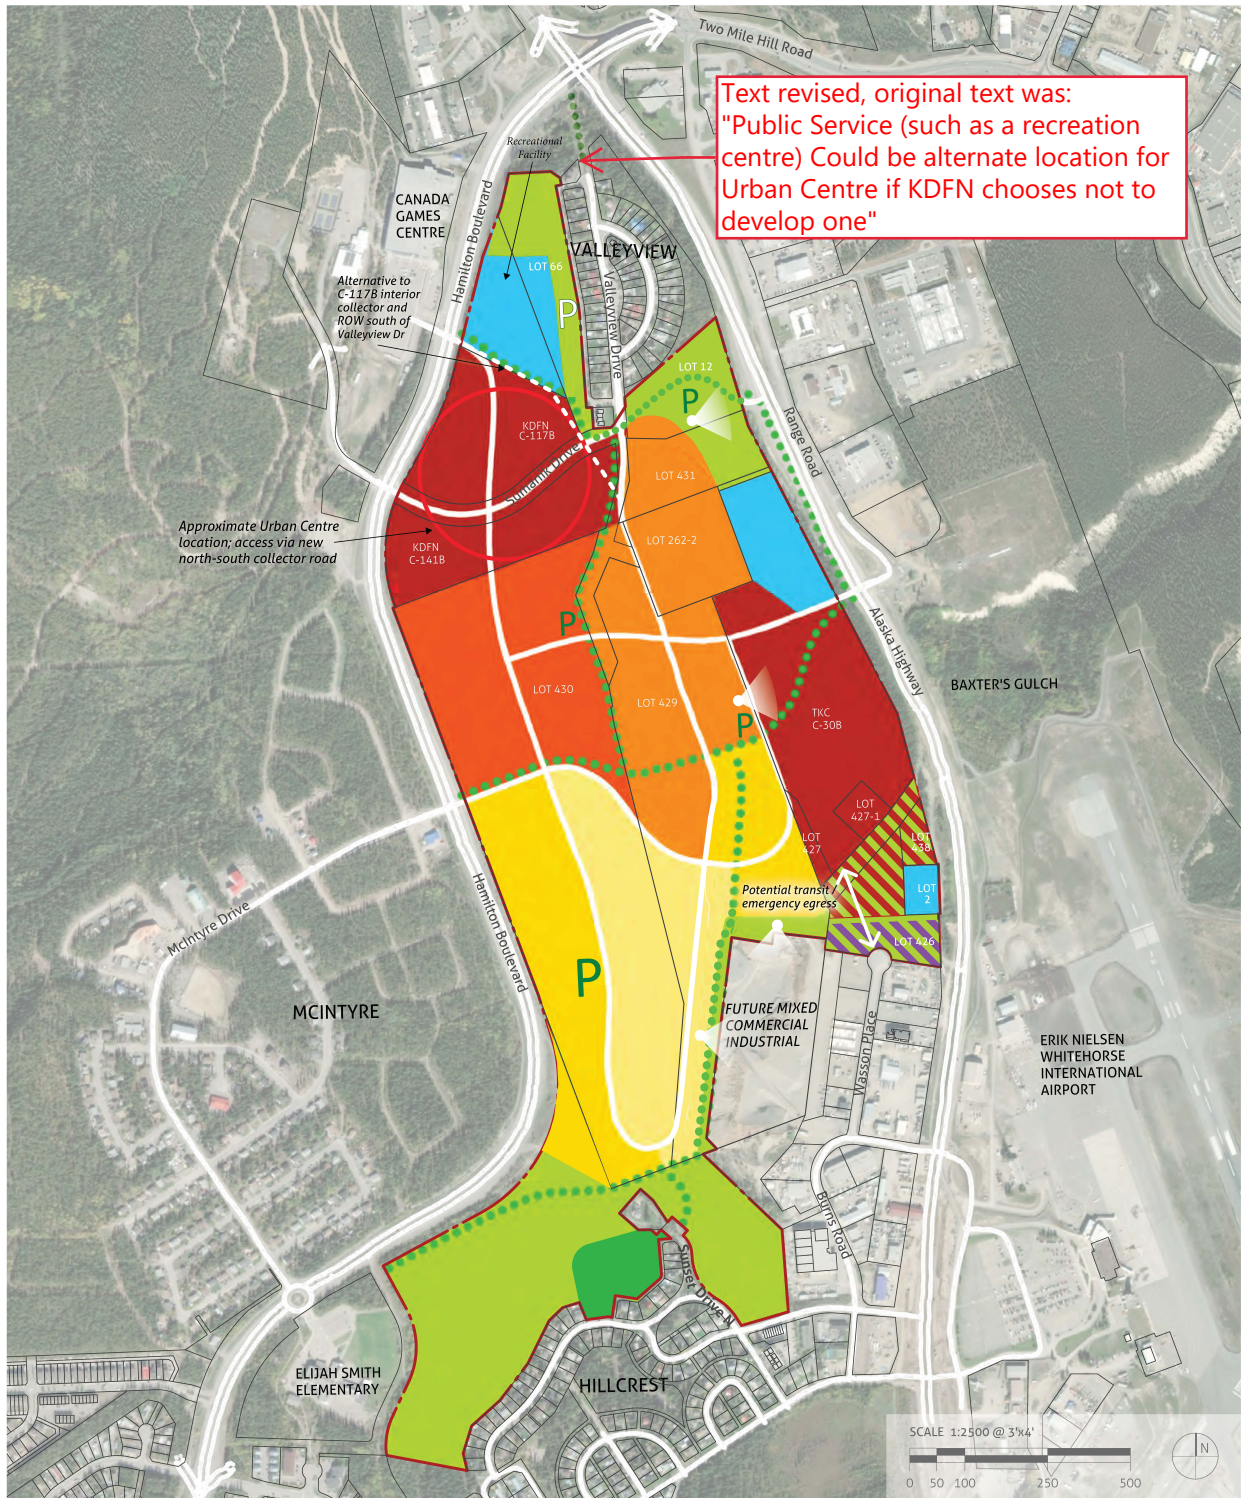 Two Mile Hill Road
Text revised, original text was:
"Public Service (such as a recreation
centre) Could be alternate location for
Urban Centre if KDFN chooses not to
develop one"
Recreational
Facility
CANADA
GAMES
CENTRE
Hamilton Boulevard
VALLEYVIEW
LOT 66
Alternative to
C-117B interior
collector and
ROW south of
Valleyview Dr
P
Valleyview Drive
LOT 12
P
KDFN
C-117B
Range Road
Sumanik Drive
LOT 431
Approximate Urban Centre
location; access via new
north-south collector road
KDFN
C-141B
LOT 262-2
P
Alaska Highway
BAXTER'S GULCH
LOT 430
LOT 429
P
TKC
C-30B
LOT
427-1
LOT
427
LOT
438
Hamilton Boulevard
Potential transit /
emergency egress
LOT
2
McIntyre Drive
LOT 426
P
MCINTYRE
FUTURE MIXED
COMMERCIAL
INDUSTRIAL
Wasson Place
ERIK NIELSEN
WHITEHORSE
INTERNATIONAL
AIRPORT
Burns Road
Sunset Drive N
ELIJAH SMITH
ELEMENTARY
HILLCREST
SCALE 1:2500 @ 3'x4'
N
0 50 100 250 500